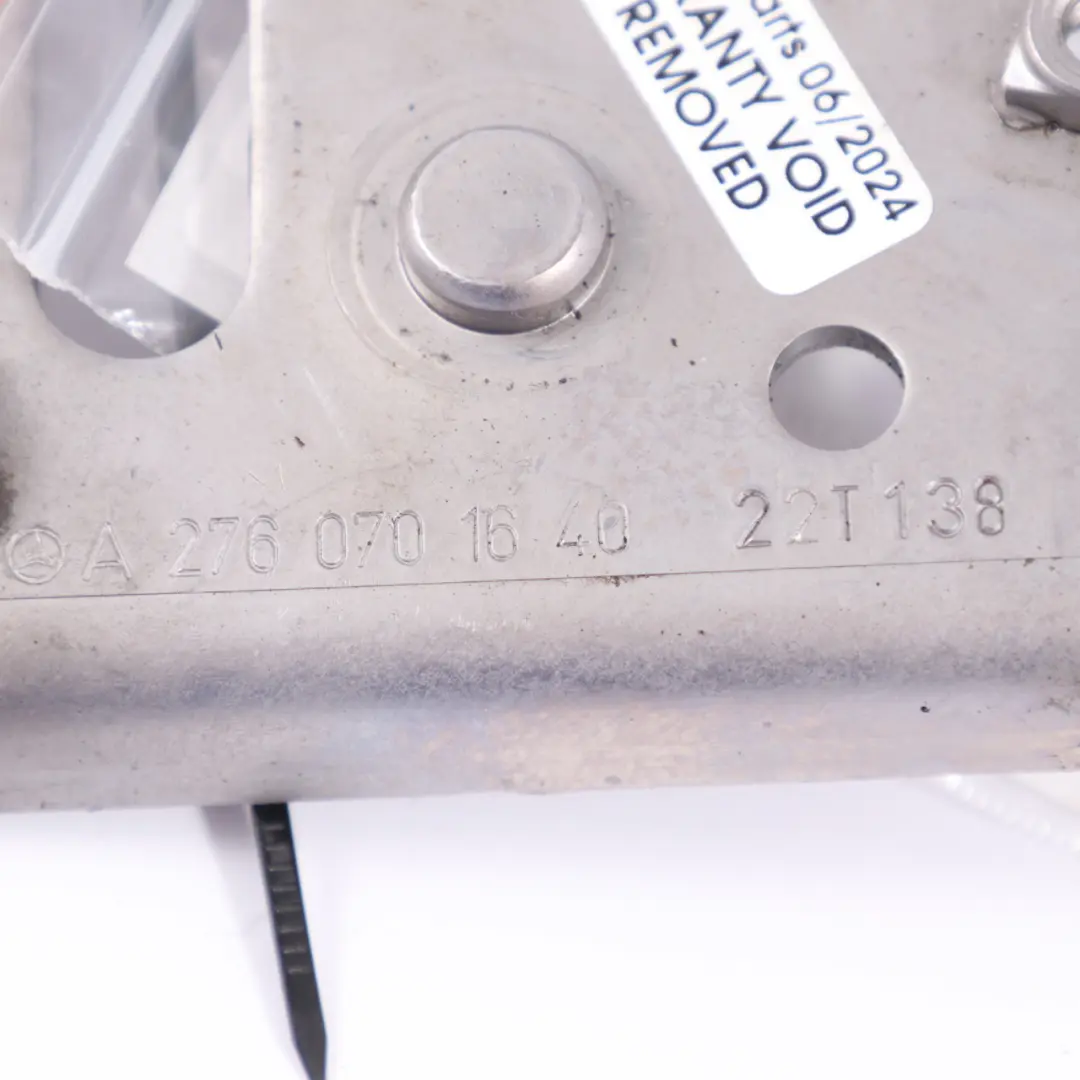 arts 06/2024
RANTY VOID
REMOVED
A 276 070 16 40 22T138